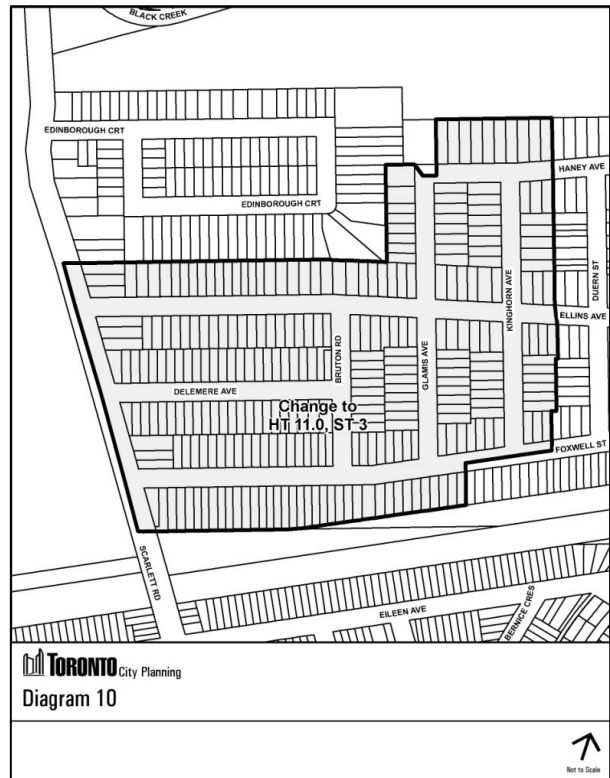 BLACK CREEK
EDINBOROUGH CRT
HANEY AVE
EDINBOROUGH CRT
DUERN ST
KINGHORN AVE
ELLINS AVE
BRUTON RD
GLAMIS AVE
DELEMERE AVE
Change to
HT 11.0, ST 3
FOXWELL ST
SCARLETT RD
EILEEN AVE
BERNICE CRES
TORONTO City Planning
Diagram 10
Not to Scale